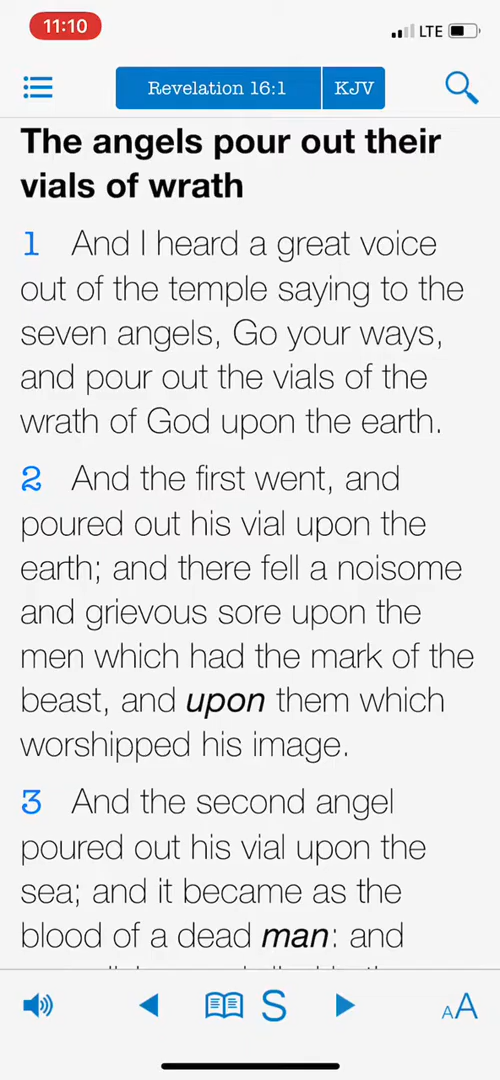 11:10
LTE
Revelation 16:1 KJV
The angels pour out their
vials of wrath
1 And I heard a great voice
out of the temple saying to the
seven angels, Go your ways,
and pour out the vials of the
wrath of God upon the earth.
2 And the first went, and
poured out his vial upon the
earth; and there fell a noisome
and grievous sore upon the
men which had the mark of the
beast, and upon them which
worshipped his image.
3 And the second angel
poured out his vial upon the
sea; and it became as the
blood of a dead man: and
S
AA